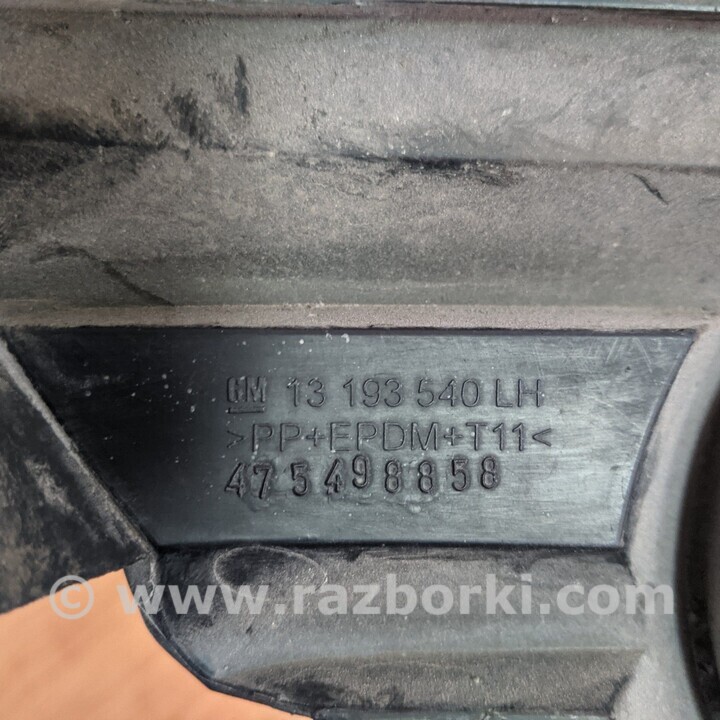 GM 13 193 540 LH
>PP+EPDM+T11<
475498858
© www.razborki.com